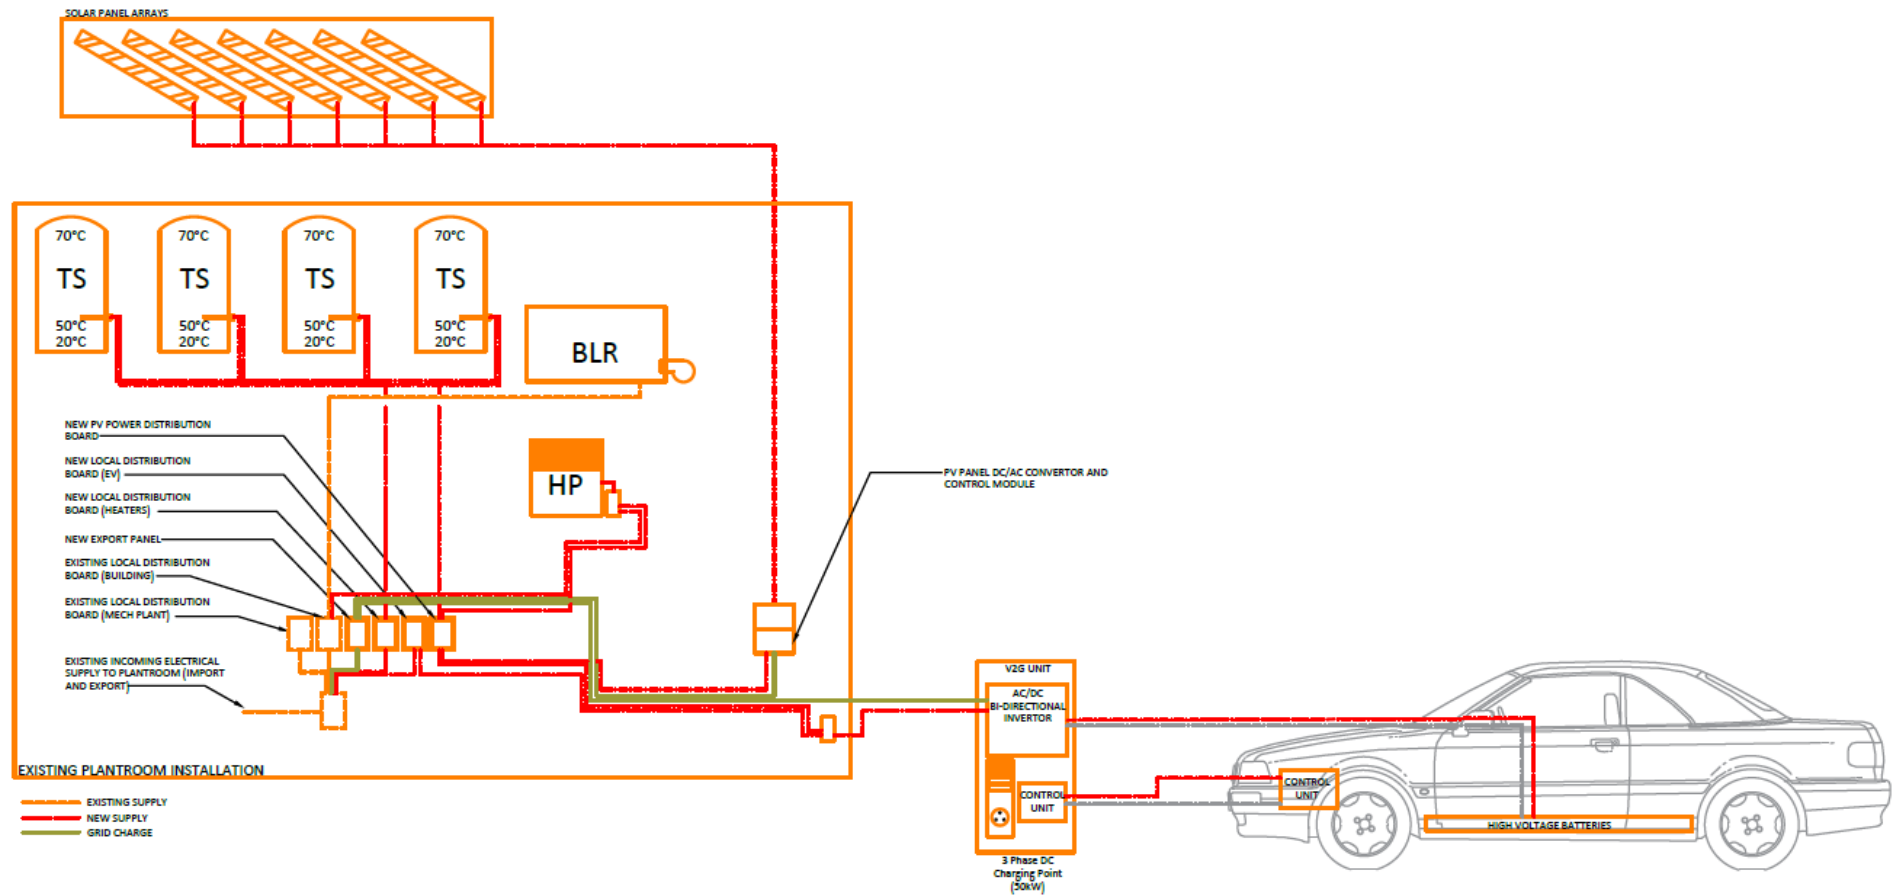 SOLAR PANEL ARRAYS
70°C
TS
50°C
20°C
70°C
TS
50°C
20°C
70°C
TS
50°C
20°C
70°C
TS
50°C
20°C
BLR
HP
NEW PV POWER DISTRIBUTION
BOARD
NEW LOCAL DISTRIBUTION
BOARD (EV)
NEW LOCAL DISTRIBUTION
BOARD (HEATERS)
NEW EXPORT PANEL
EXISTING LOCAL DISTRIBUTION
BOARD (BUILDING)
EXISTING LOCAL DISTRIBUTION
BOARD (MECH PLANT)
EXISTING INCOMING ELECTRICAL
SUPPLY TO PLANTROOM (IMPORT
AND EXPORT)
PV PANEL DC/AC CONVERTOR AND
CONTROL MODULE
EXISTING PLANTROOM INSTALLATION
EXISTING SUPPLY
NEW SUPPLY
GRID CHARGE
V2G UNIT
AC/DC
BI-DIRECTIONAL
INVERTOR
CONTROL
UNIT
3 Phase DC
Charging Point
(50kW)
CONTROL
UNIT
HIGH VOLTAGE BATTERIES